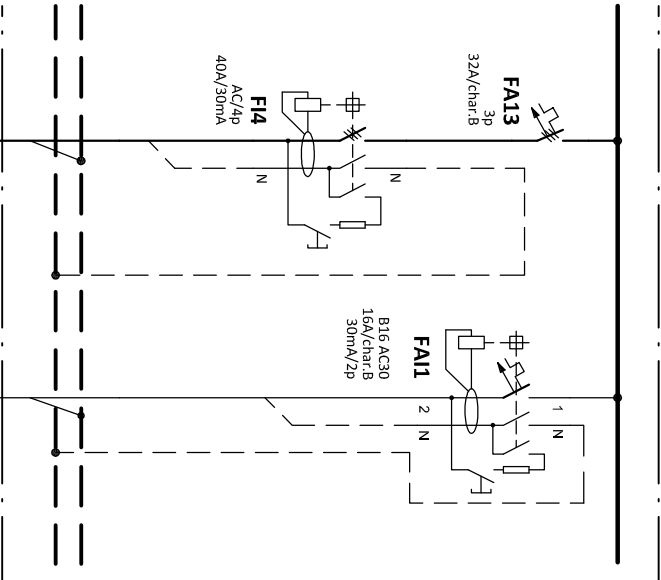 FA13
3p
32A/char.B
FI4
AC/4p
40A/30mA
N
N
FAI1
B16 AC30
16A/char.B
30mA/2p
1
N
2
N